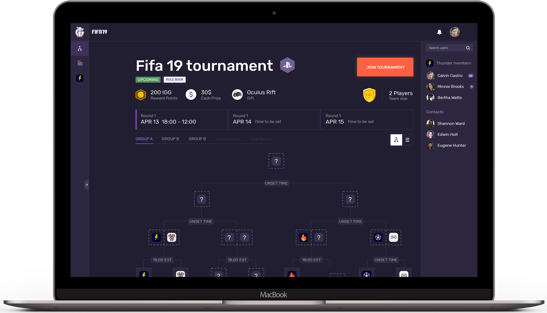 FIFA19
Search users
Fifa 19 tournament
JOIN TOURNAMENT
UPCOMING
RULE BOOK
Thunder members
200 IGG
Reward Points
30$
Cash Prize
Oculus Rift
Gift
2 Players
Team size
Calvin Castro
Minnie Brooks
Bertha Watts
Round 1
APR 13 18:00 - 12:00
Round 1
APR 14 Time to be set
Round 1
APR 15 Time to be set
Contacts
Shannon Ward
Edwin Holt
Eugene Hunter
GROUP A
GROUP B
GROUP B
?
UNSET TIME
?
?
UNSET TIME
UNSET TIME
?
?
?
18:00 EST
18:00 EST
18:00 EST
UNSET TIME
?
?
MacBook